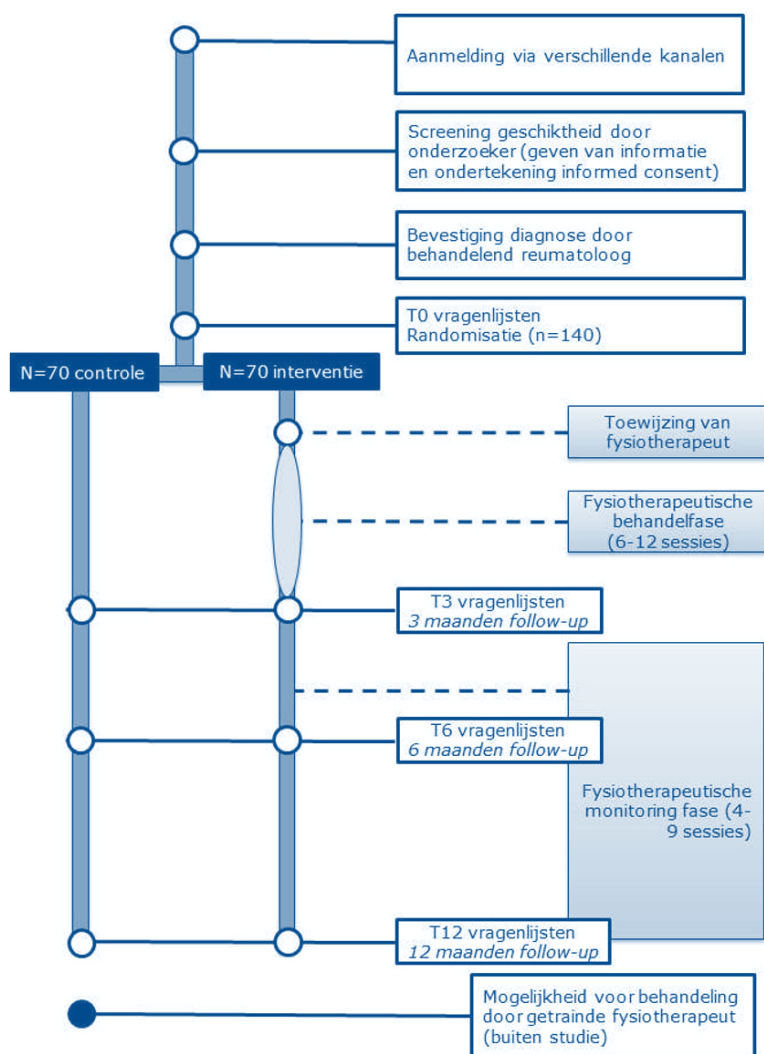 Aanmelding via verschillende kanalen
Screening geschiktheid door
onderzoeker (geven van informatie
en ondertekening informed consent)
Bevestiging diagnose door
behandelend reumatoloog
T0 vragenlijsten
Randomisatie (n=140)
N=70 controle
N=70 interventie
Toewijzing van
fysiotherapeut
Fysiotherapeutische
behandelfase
(6-12 sessies)
T3 vragenlijsten
3 maanden follow-up
T6 vragenlijsten
6 maanden follow-up
Fysiotherapeutische
monitoring fase (4-
9 sessies)
T12 vragenlijsten
12 maanden follow-up
Mogelijkheid voor behandeling
door getrainde fysiotherapeut
(buiten studie)